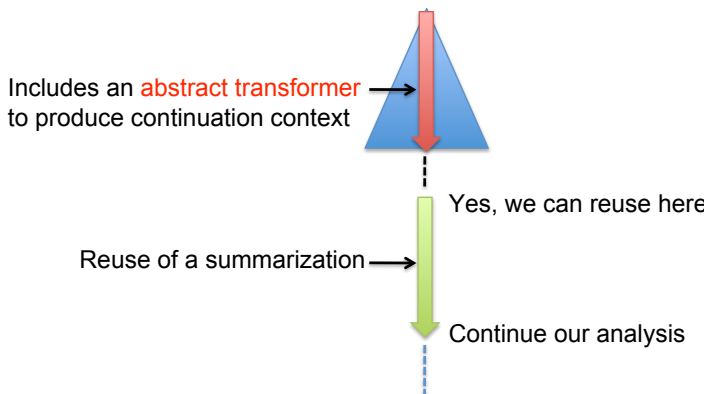 Includes an abstract transformer
to produce continuation context
Yes, we can reuse here
Reuse of a summarization
Continue our analysis